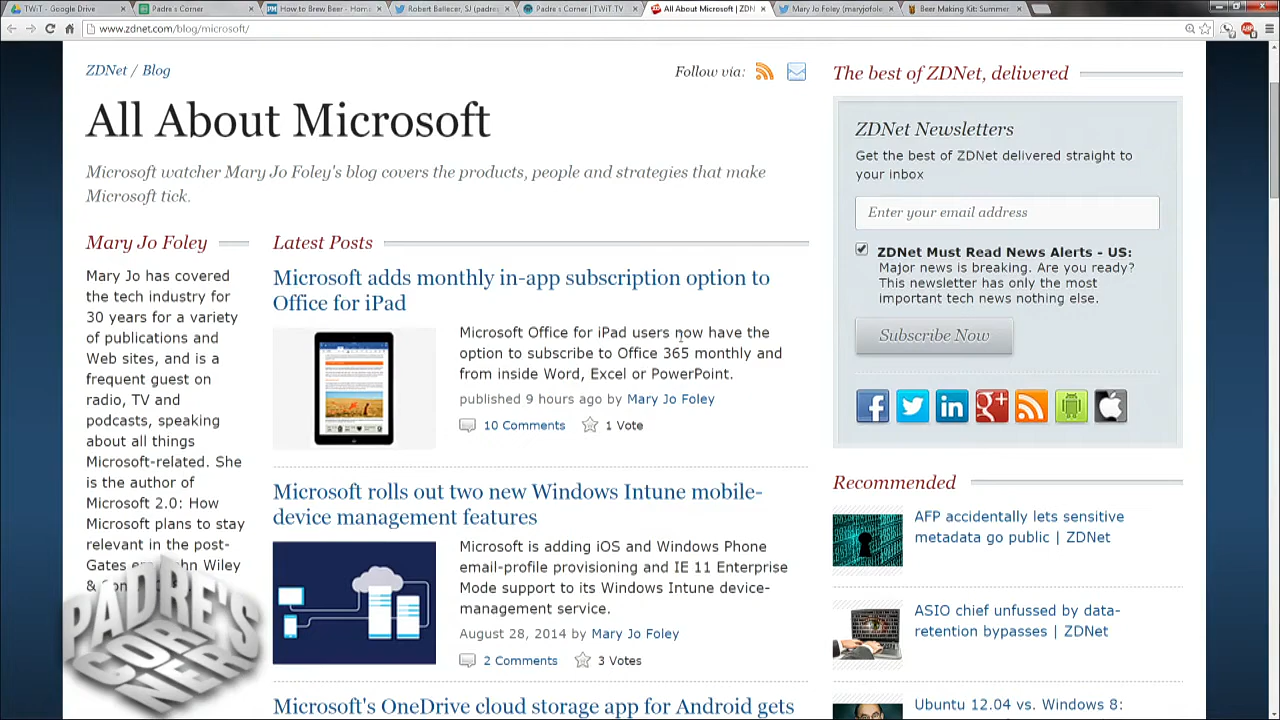 TWiT - Google Drive
Padre s Corner
How to Brew Beer - Hom
Robert Ballecer, SJ (padres
Padre s Corner | TWiT TV
All About Microsoft | ZDN
Mary Jo Foley (maryjofole
Beer Making Kit: Summer
www.zdnet.com/blog/microsoft/
ZDNet / Blog
Follow via:
All About Microsoft
Microsoft watcher Mary Jo Foley's blog covers the products, people and strategies that make
Microsoft tick.
Mary Jo Foley
Mary Jo has covered
the tech industry for
30 years for a variety
of publications and
Web sites, and is a
frequent guest on
radio, TV and
podcasts, speaking
about all things
Microsoft-related. She
is the author of
Microsoft 2.0: How
Microsoft plans to stay
relevant in the post-
Gates Wiley
&
Latest Posts
Microsoft adds monthly in-app subscription option to
Office for iPad
Microsoft Office for iPad users now have the
option to subscribe to Office 365 monthly and
from inside Word, Excel or PowerPoint.
published 9 hours ago by Mary Jo Foley
10 Comments 1 Vote
Microsoft rolls out two new Windows Intune mobile-
device management features
Microsoft is adding iOS and Windows Phone
email-profile provisioning and IE 11 Enterprise
Mode support to its Windows Intune device-
management service.
August 28, 2014 by Mary Jo Foley
2 Comments 3 Votes
Microsoft's OneDrive cloud storage app for Android gets
The best of ZDNet, delivered
ZDNet Newsletters
Get the best of ZDNet delivered straight to
your inbox
Enter your email address
ZDNet Must Read News Alerts - US:
Major news is breaking. Are you ready?
This newsletter has only the most
important tech news nothing else.
Subscribe Now
Recommended
AFP accidentally lets sensitive
metadata go public | ZDNet
ASIO chief unfussed by data-
retention bypasses | ZDNet
Ubuntu 12.04 vs. Windows 8:
PADRE'S
CORNER